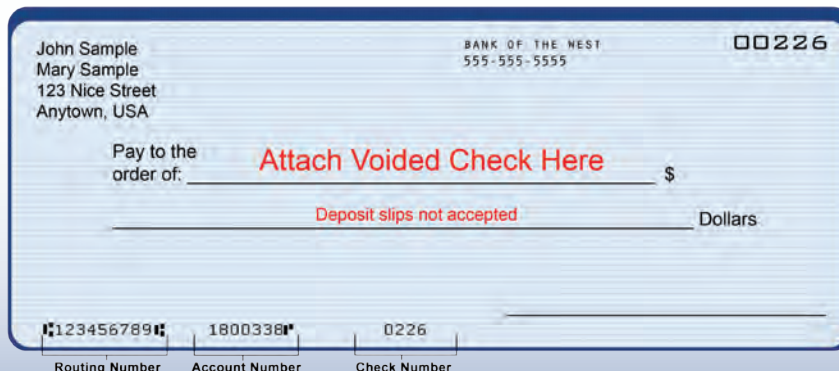 John Sample
Mary Sample
123 Nice Street
Anytown, USA
BANK OF THE WEST
555-555-5555
00226
Pay to the
order of:
Attach Voided Check Here
$
Deposit slips not accepted
Dollars
⑆123456789⑆ 1800338⑈ 0226
Routing Number Account Number Check Number